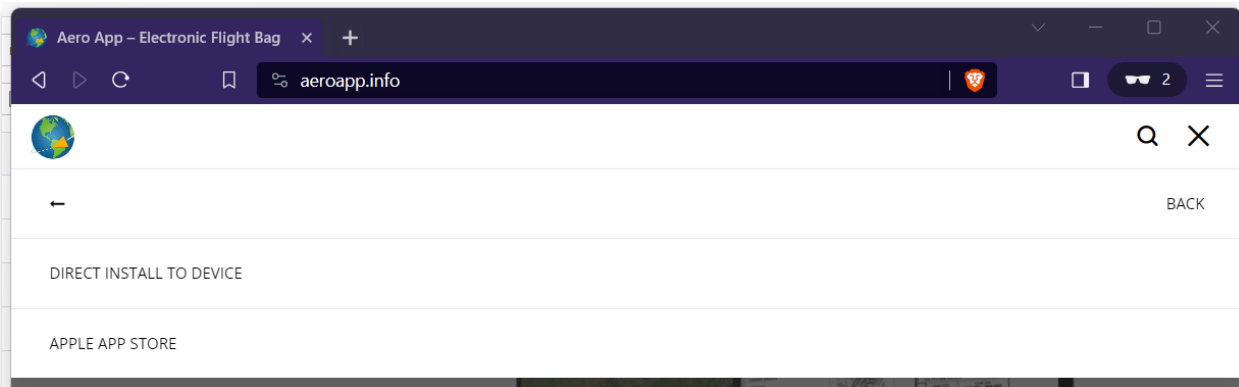 Aero App – Electronic Flight Bag
aeroapp.info
2
BACK
DIRECT INSTALL TO DEVICE
APPLE APP STORE